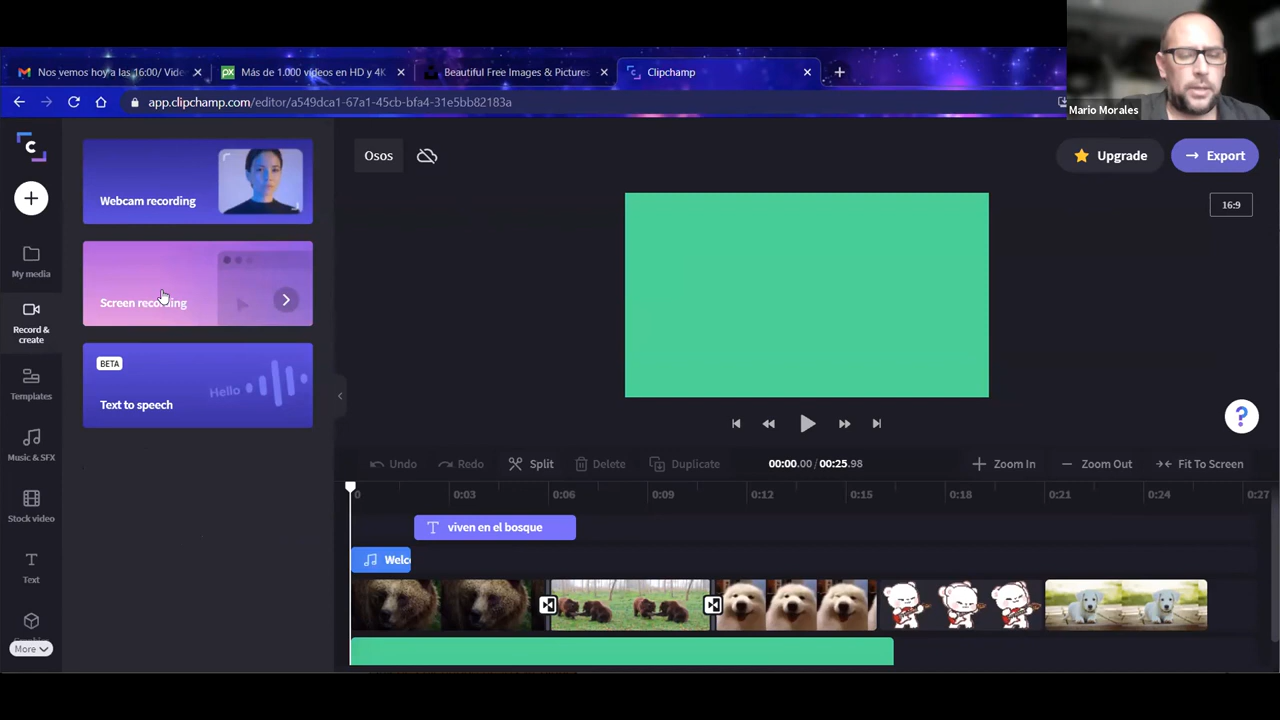 Nos vemos hoy a las 16:00/ Vide
Más de 1.000 vídeos en HD y 4K
Beautiful Free Images & Pictures
Clipchamp
app.clipchamp.com/editor/a549dca1-67a1-45cb-bfa4-31e5bb82183a
Mario Morales
My media
Record &
create
Templates
Music & SFX
Stock video
Text
More
Webcam recording
Screen recording
BETA
Hello
Text to speech
Osos
Upgrade
Export
16:9
?
Undo
Redo
Split
Delete
Duplicate
00:00.00 / 00:25.98
Zoom In
Zoom Out
Fit To Screen
0
0:03
0:06
0:09
0:12
0:15
0:18
0:21
0:24
0:27
T viven en el bosque
Welc